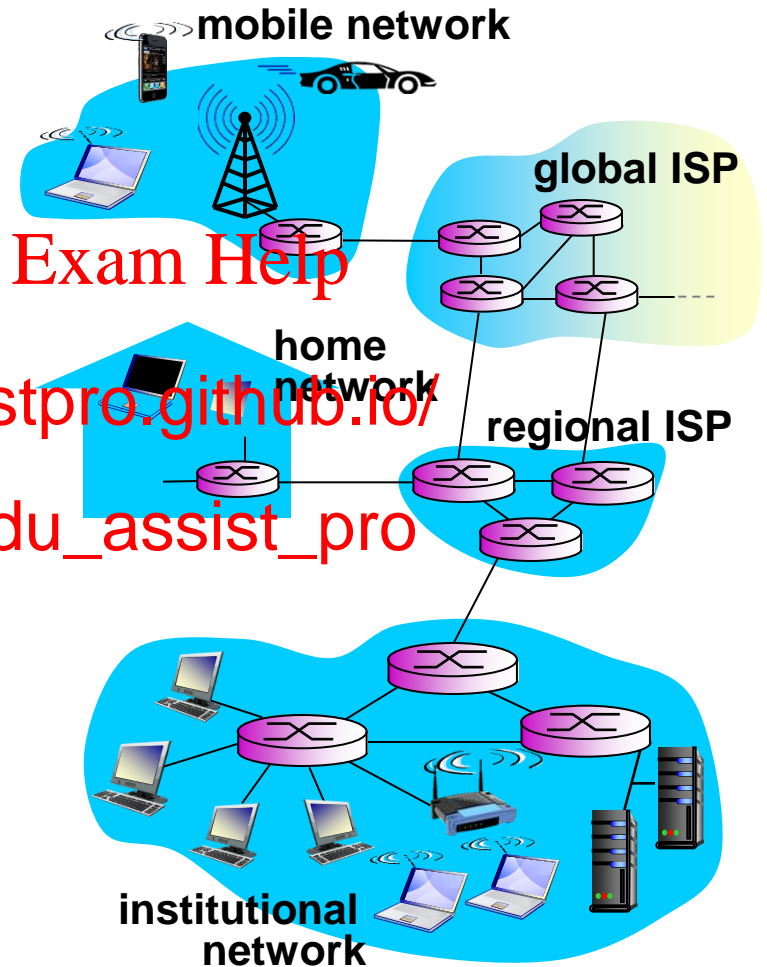 mobile network
global ISP
Exam Help
home
network
stpro.github.io/
regional ISP
du_assist_pro
institutional
network